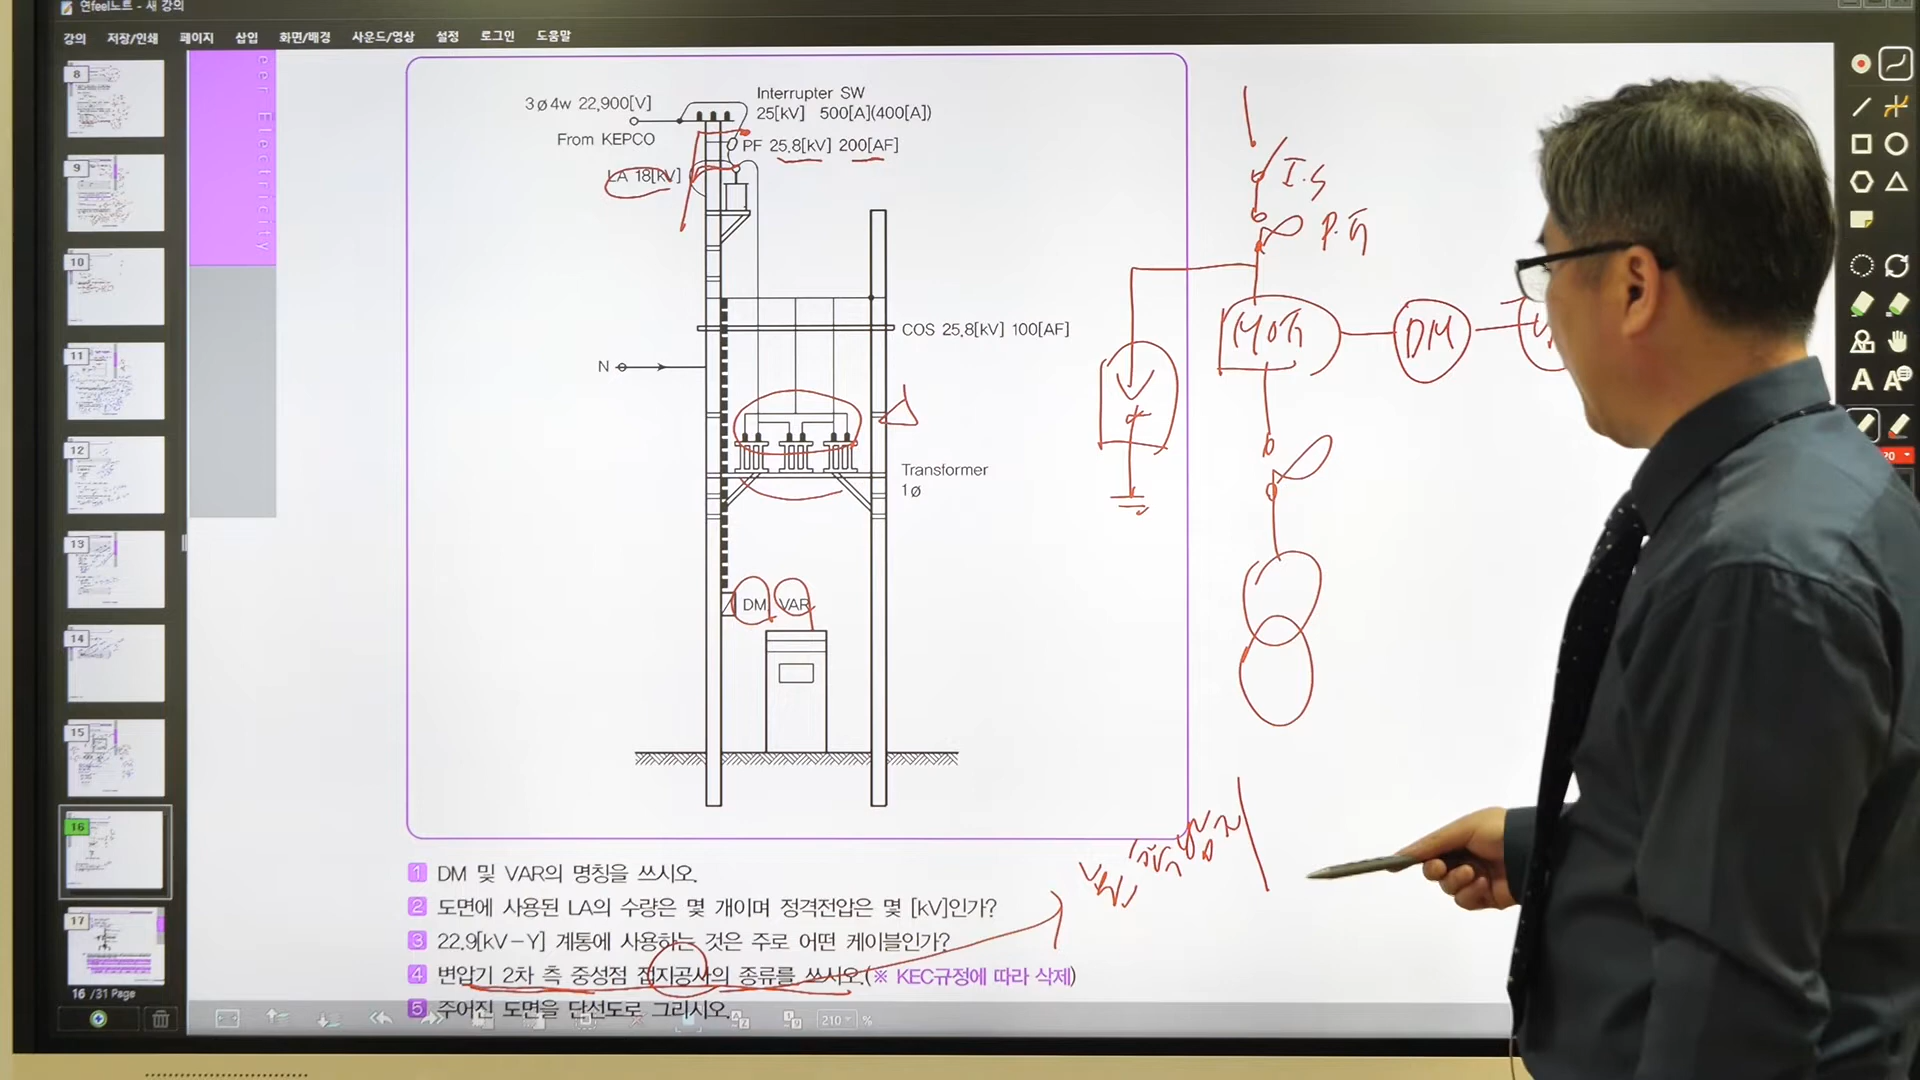 연feel노트 - 새 강의
강의 저장/인쇄 페이지 삽입 화면/배경 사운드/영상 설정 로그인 도움말
8
9
10
11
12
13
14
15
16
17
16 /31 Page
eer Electricity
3ø4w 22,900[V]
From KEPCO
Interrupter SW
25[kV] 500[A](400[A])
PF 25.8[kV] 200[AF]
LA 18[kV]
COS 25.8[kV] 100[AF]
N
Transformer
1ø
DM VAR
I.S
P.F
MOF
DM
1 DM 및 VAR의 명칭을 쓰시오.
2 도면에 사용된 LA의 수량은 몇 개이며 정격전압은 몇 [kV]인가?
3 22.9[kV-Y] 계통에 사용하는 것은 주로 어떤 케이블인가?
4 변압기 2차 측 중성점 접지공사의 종류를 쓰시오.(※ KEC규정에 따라 삭제)
5 주어진 도면을 단선도로 그리시오.
210 %
20